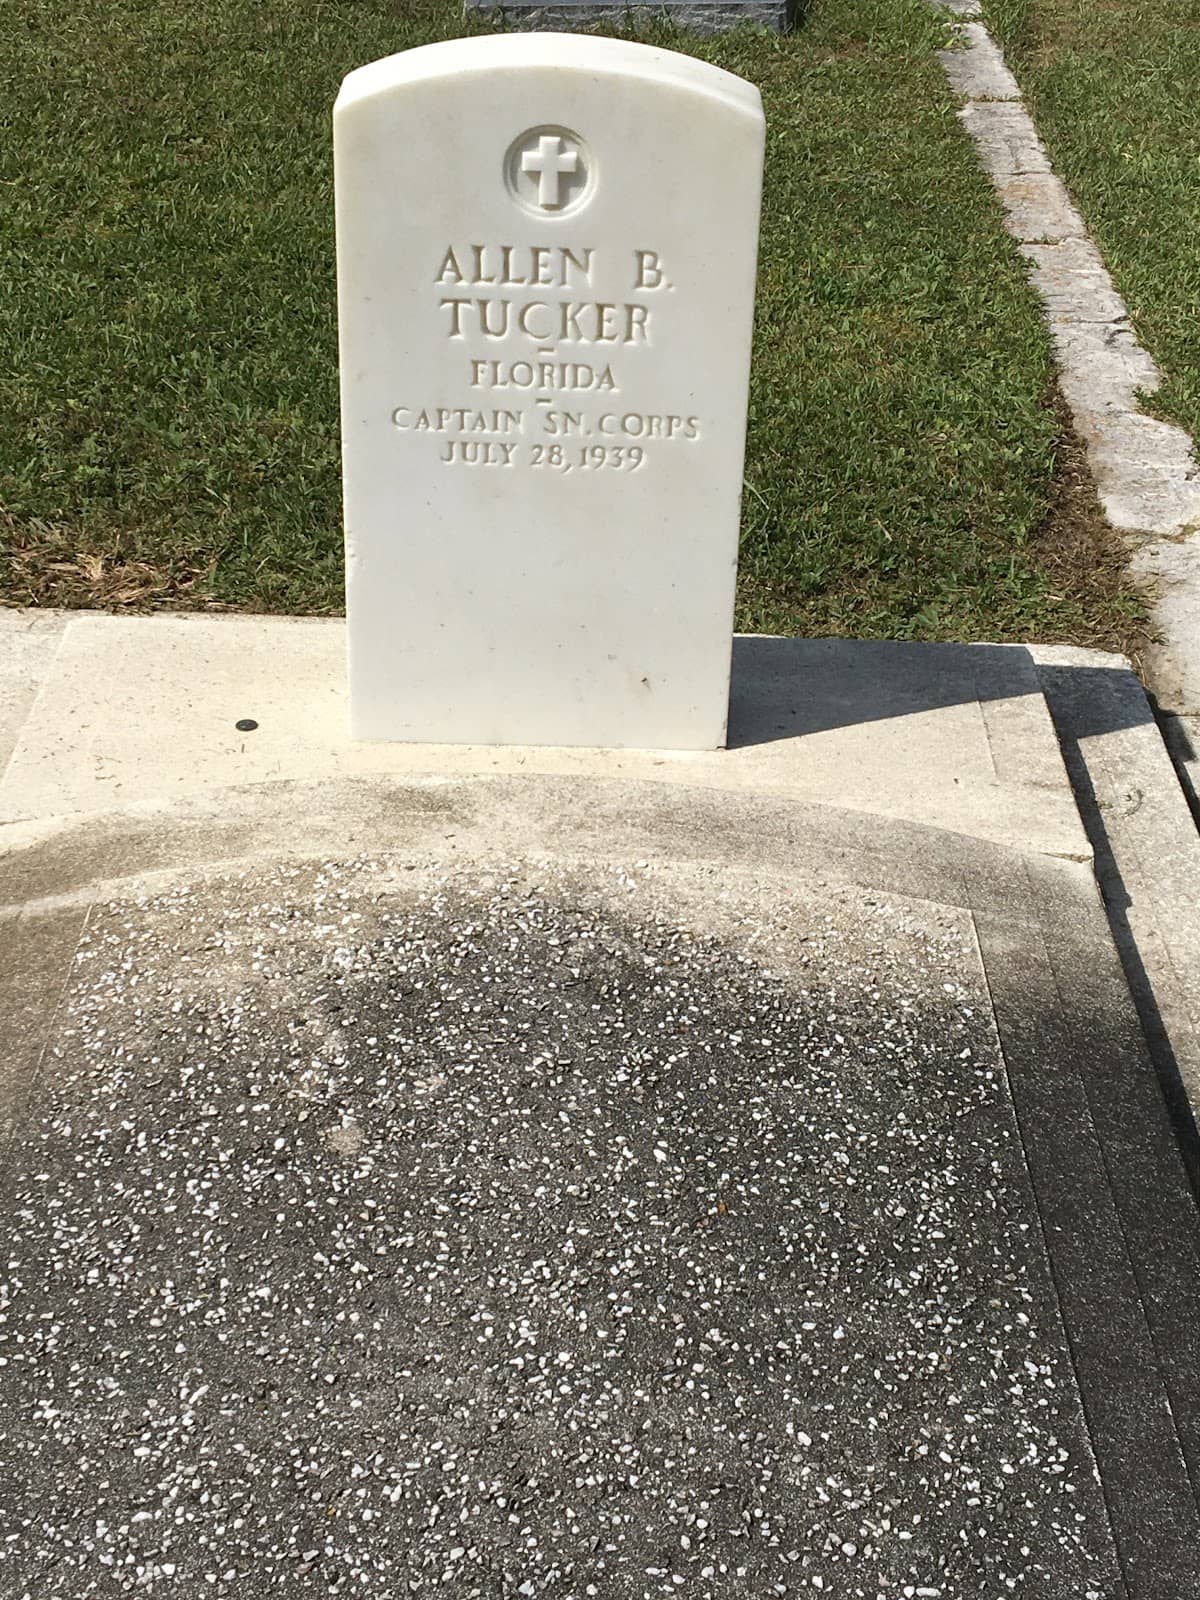 ALLEN B.
TUCKER
FLORIDA
CAPTAIN SN. CORPS
JULY 28, 1939